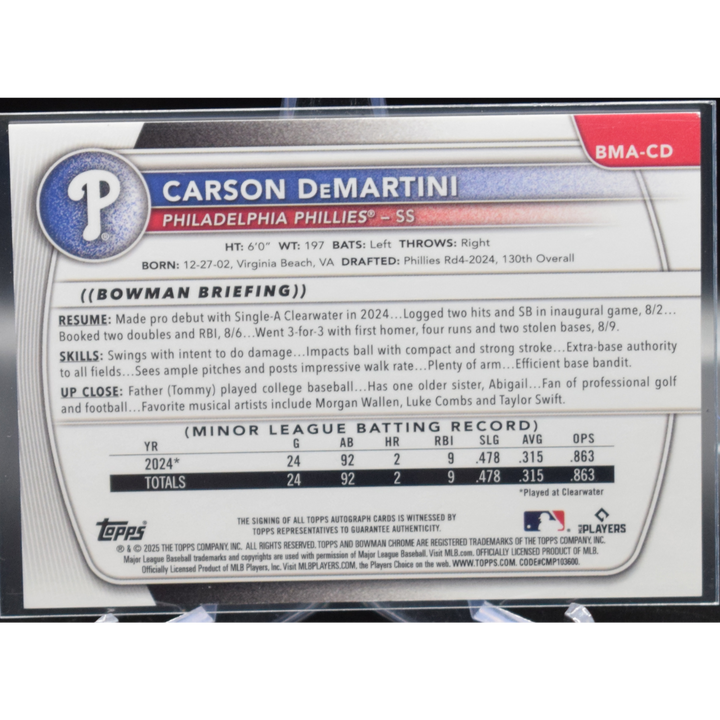 BMA-CD
P
CARSON DeMARTINI
PHILADELPHIA PHILLIES® – SS
HT: 6'0" WT: 197 BATS: Left THROWS: Right
BORN: 12-27-02, Virginia Beach, VA DRAFTED: Phillies Rd4-2024, 130th Overall
((BOWMAN BRIEFING))
RESUME: Made pro debut with Single-A Clearwater in 2024...Logged two hits and SB in inaugural game, 8/2...
Booked two doubles and RBI, 8/6...Went 3-for-3 with first homer, four runs and two stolen bases, 8/9.
SKILLS: Swings with intent to do damage...Impacts ball with compact and strong stroke...Extra-base authority
to all fields...Sees ample pitches and posts impressive walk rate...Plenty of arm...Efficient base bandit.
UP CLOSE: Father (Tommy) played college baseball...Has one older sister, Abigail...Fan of professional golf
and football...Favorite musical artists include Morgan Wallen, Luke Combs and Taylor Swift.
(MINOR LEAGUE BATTING RECORD)
YR G AB HR RBI SLG AVG OPS
2024* 24 92 2 9 .478 .315 .863
TOTALS 24 92 2 9 .478 .315 .863
*Played at Clearwater
THE SIGNING OF ALL TOPPS AUTOGRAPH CARDS IS WITNESSED BY
TOPPS REPRESENTATIVES TO GUARANTEE AUTHENTICITY.
TOPPS
PLAYERS
® & © 2025 THE TOPPS COMPANY, INC. ALL RIGHTS RESERVED. TOPPS AND BOWMAN CHROME ARE REGISTERED TRADEMARKS OF THE TOPPS COMPANY, INC.
Major League Baseball trademarks and copyrights are used with permission of Major League Baseball. Visit MLB.com. OFFICIALLY LICENSED PRODUCT OF MLB.
Officially Licensed Product of MLB Players, Inc. Visit MLBPLAYERS.COM, the Players Choice on the web. WWW.TOPPS.COM. CODE#CMP103600.